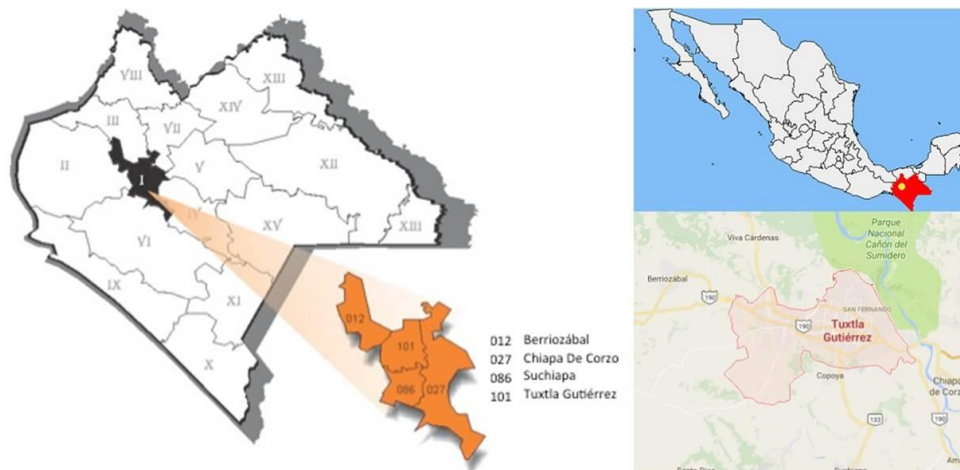 VIII
XIII
XIV
III
VII
II
V
XII
I
IV
XV
XIII
VI
IX
XI
X
012
101
086
027
012 Berriozábal
027 Chiapa De Corzo
086 Suchiapa
101 Tuxtla Gutiérrez
Parque
Nacional
Cañón del
Sumidero
Viva Cárdenas
Berriozábal
190
SAN FERNANDO
190
Tuxtla
Gutiérrez
190
Copoya
Chiapa
de Corz
133